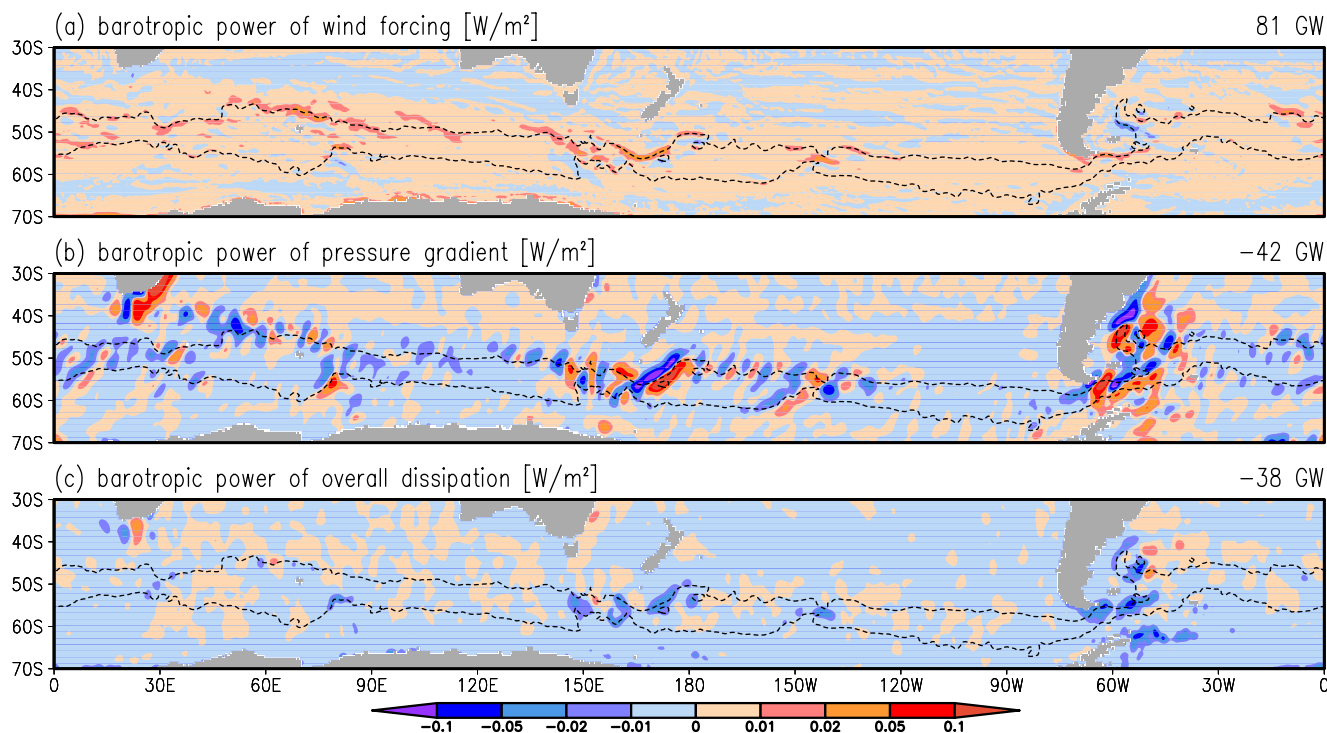 (a) barotropic power of wind forcing [W/m²] 81 GW
30S
40S
50S
60S
70S
(b) barotropic power of pressure gradient [W/m²] −42 GW
30S
40S
50S
60S
70S
(c) barotropic power of overall dissipation [W/m²] −38 GW
30S
40S
50S
60S
70S
0 30E 60E 90E 120E 150E 180 150W 120W 90W 60W 30W 0
−0.1 −0.05 −0.02 −0.01 0 0.01 0.02 0.05 0.1